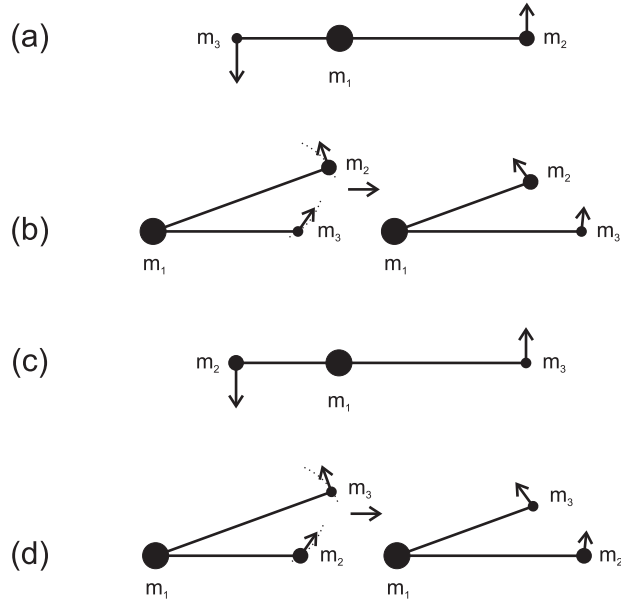 (a) m₃ m₁ m₂
(b) m₁ m₂ m₃ m₁ m₂ m₃
(c) m₂ m₁ m₃
(d) m₁ m₃ m₂ m₁ m₃ m₂